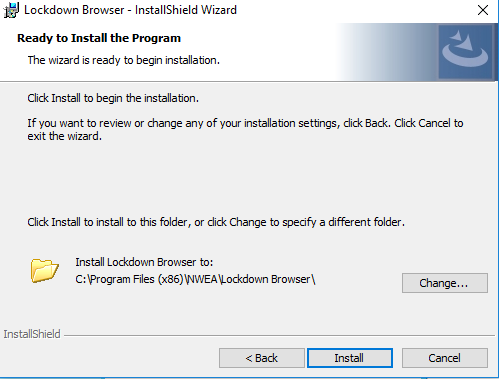 Lockdown Browser - InstallShield Wizard
Ready to Install the Program
The wizard is ready to begin installation.
Click Install to begin the installation.
If you want to review or change any of your installation settings, click Back. Click Cancel to
exit the wizard.
Click Install to install to this folder, or click Change to specify a different folder.
Install Lockdown Browser to:
C:\Program Files (x86)\NWEA\Lockdown Browser\
Change...
InstallShield
< Back
Install
Cancel